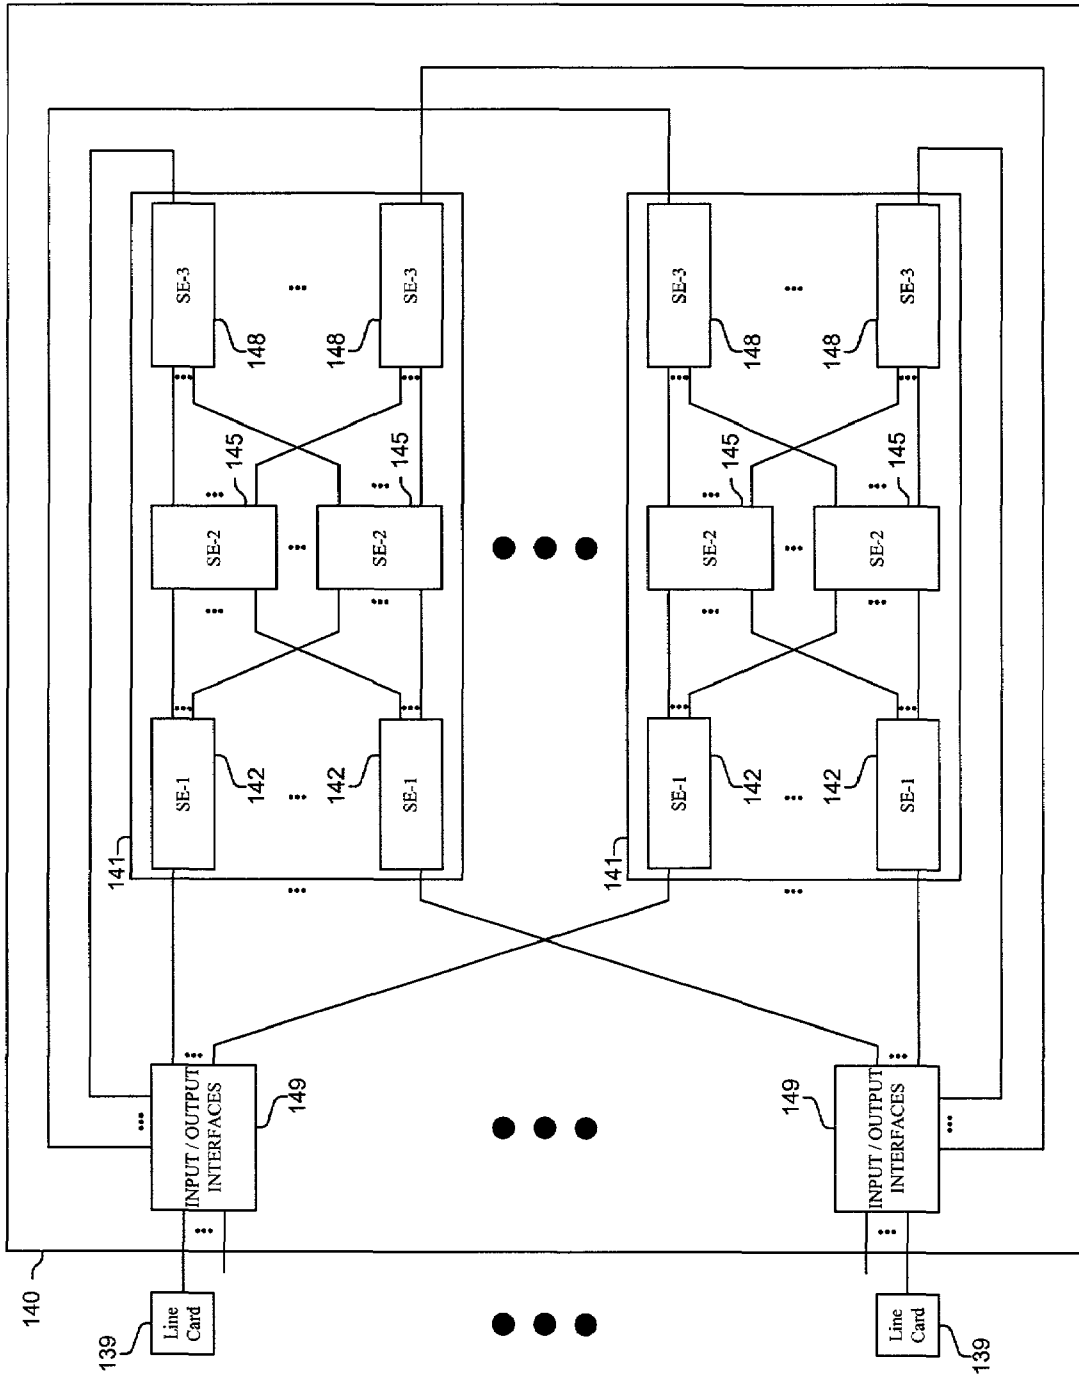 140
139
Line
Card
INPUT / OUTPUT
INTERFACES
149
141
SE-1
142
SE-2
145
SE-3
148
142
SE-1
SE-2
145
148
SE-3
141
SE-1
142
SE-2
145
SE-3
148
142
SE-1
SE-2
145
148
SE-3
149
INPUT / OUTPUT
INTERFACES
Line
Card
139